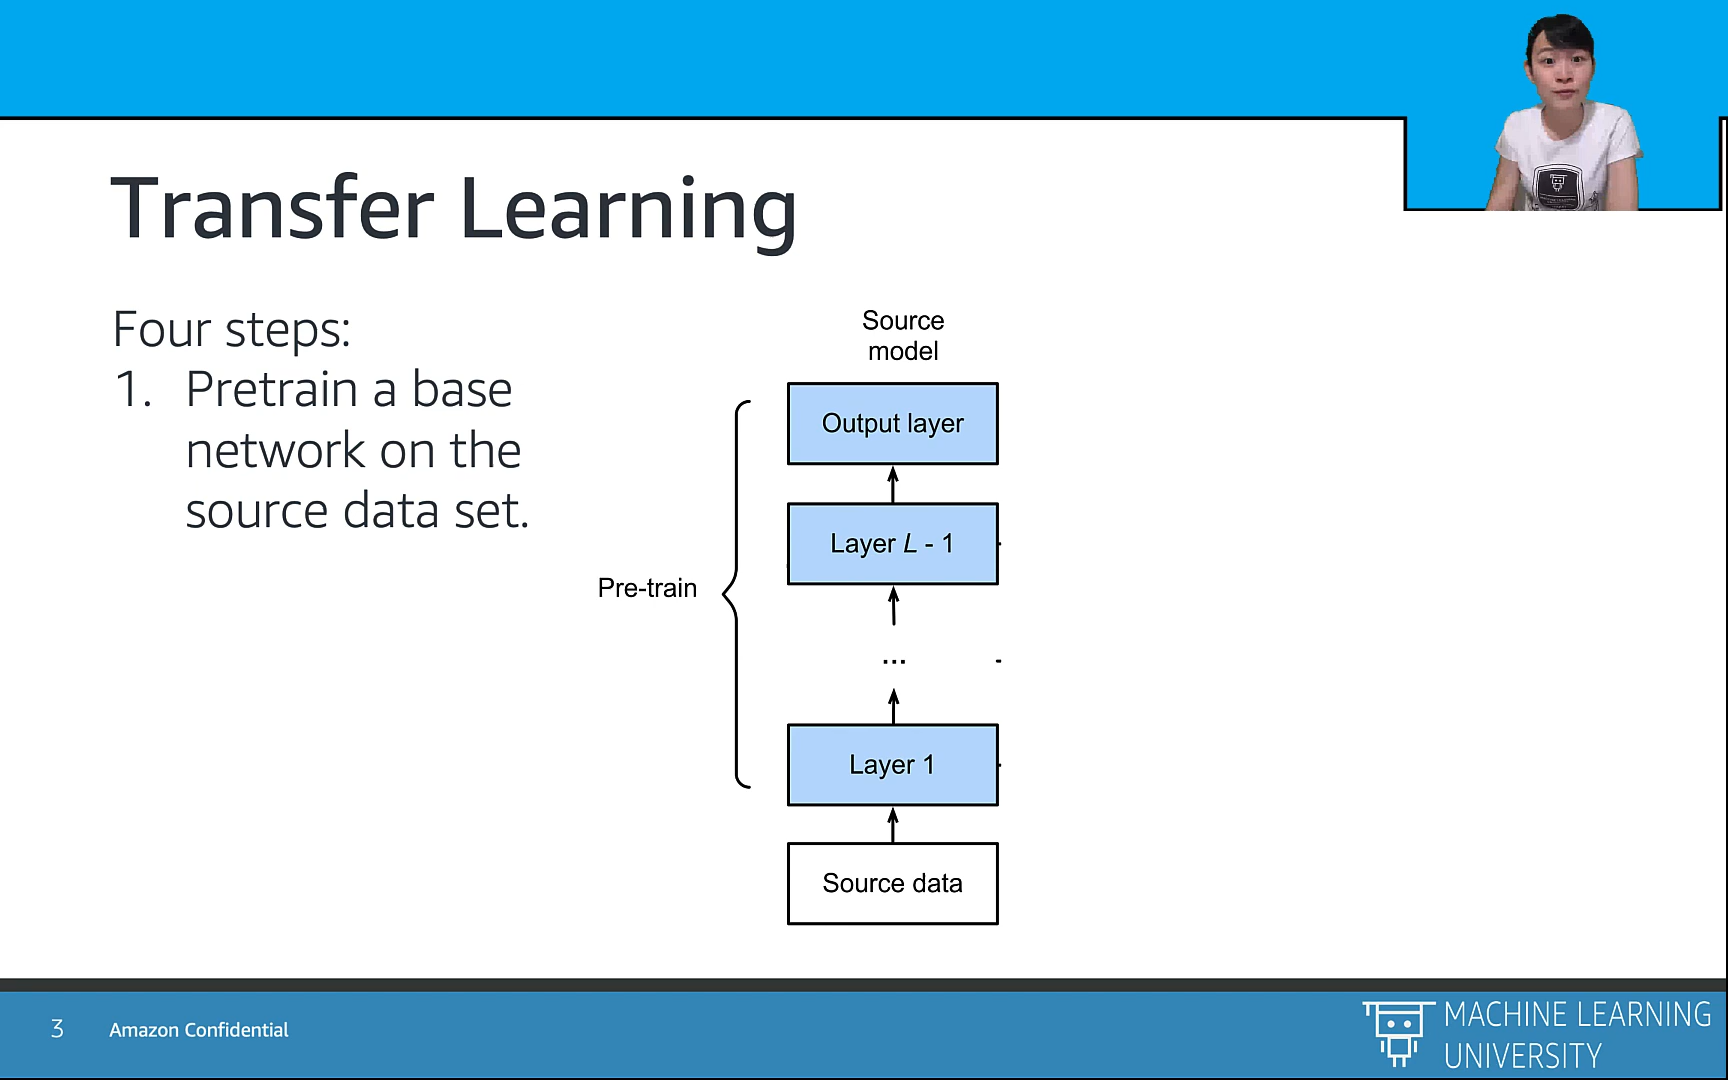 Transfer Learning
Four steps:
1. Pretrain a base
network on the
source data set.
Source
model
Output layer
Layer L - 1
Pre-train
...
Layer 1
Source data
3
Amazon Confidential
MACHINE LEARNING
UNIVERSITY